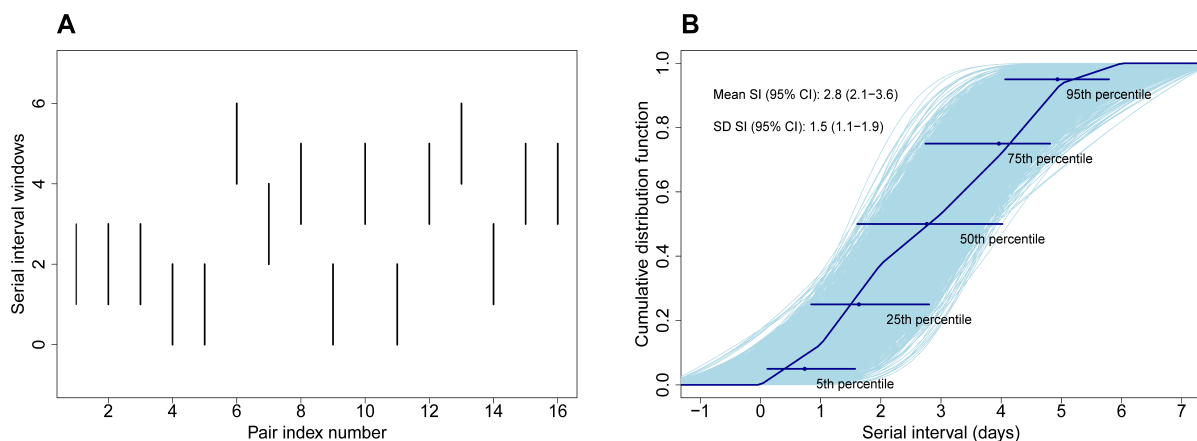 A
Serial interval windows
6
4
2
0
2 4 6 8 10 12 14 16
Pair index number
B
Cumulative distribution function
1.0
0.8
0.6
0.4
0.2
0.0
Mean SI (95% CI): 2.8 (2.1−3.6)
SD SI (95% CI): 1.5 (1.1−1.9)
95th percentile
75th percentile
50th percentile
25th percentile
5th percentile
−1 0 1 2 3 4 5 6 7
Serial interval (days)